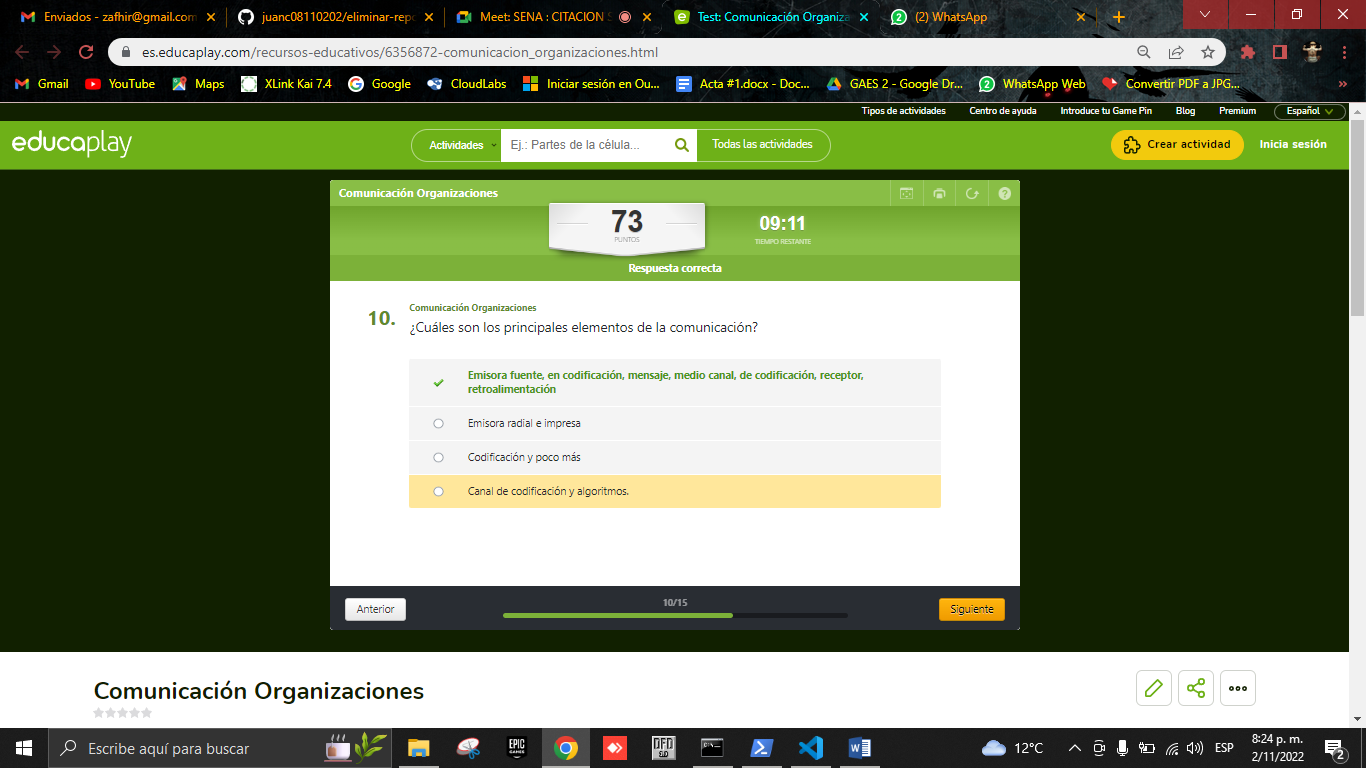 Enviados - zafhir@gmail.com
juanc08110202/eliminar-repo
Meet: SENA : CITACION S
Test: Comunicación Organiza
(2) WhatsApp
es.educaplay.com/recursos-educativos/6356872-comunicacion_organizaciones.html
Gmail
YouTube
Maps
XLink Kai 7.4
Google
CloudLabs
Iniciar sesión en Ou...
Acta #1.docx - Doc...
GAES 2 - Google Dr...
WhatsApp Web
Convertir PDF a JPG...
»
Tipos de actividades
Centro de ayuda
Introduce tu Game Pin
Blog
Premium
Español
educaplay
Actividades
Ej.: Partes de la célula...
Todas las actividades
Crear actividad
Inicia sesión
Comunicación Organizaciones
73
PUNTOS
09:11
TIEMPO RESTANTE
Respuesta correcta
10.
Comunicación Organizaciones
¿Cuáles son los principales elementos de la comunicación?
Emisora fuente, en codificación, mensaje, medio canal, de codificación, receptor,
retroalimentación
Emisora radial e impresa
Codificación y poco más
Canal de codificación y algoritmos.
Anterior
10/15
Siguiente
Comunicación Organizaciones
Escribe aquí para buscar
EPIC
GAMES
12°C
ESP
8:24 p. m.
2/11/2022
2